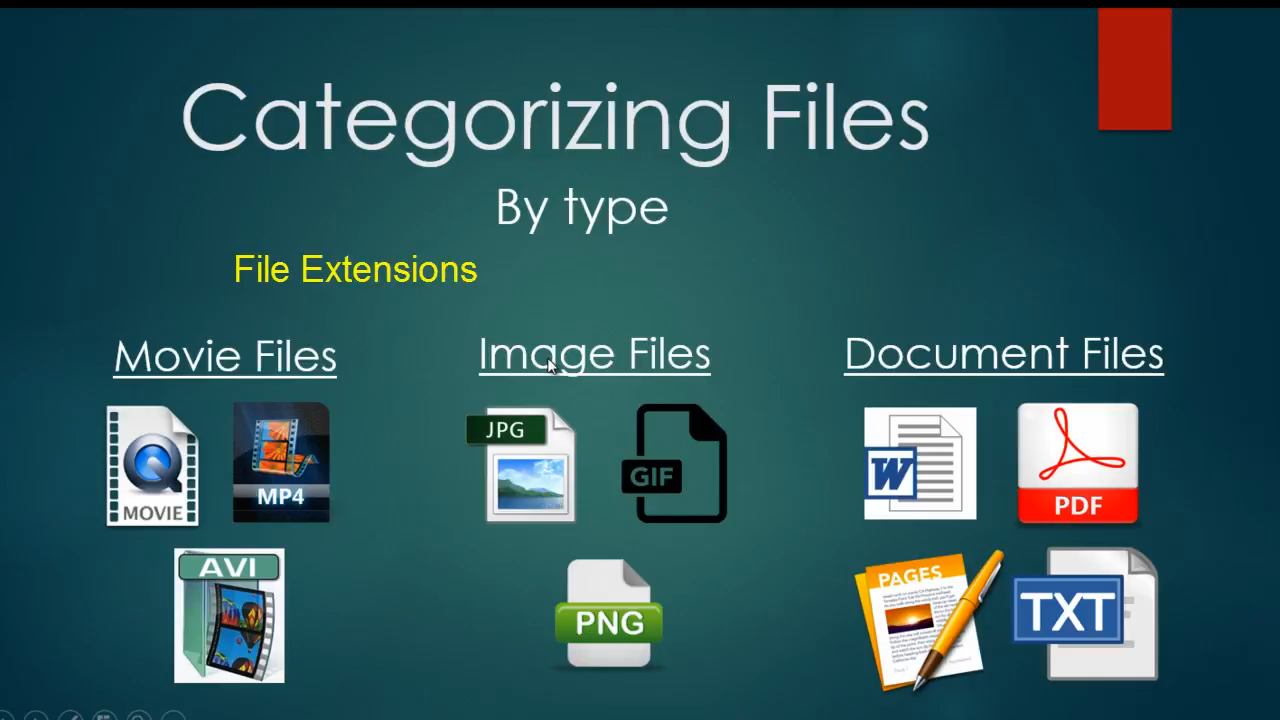 Categorizing Files
By type
File Extensions
Movie Files
Image Files
Document Files
MOVIE
MP4
JPG
GIF
W
PDF
AVI
PNG
PAGES
TXT